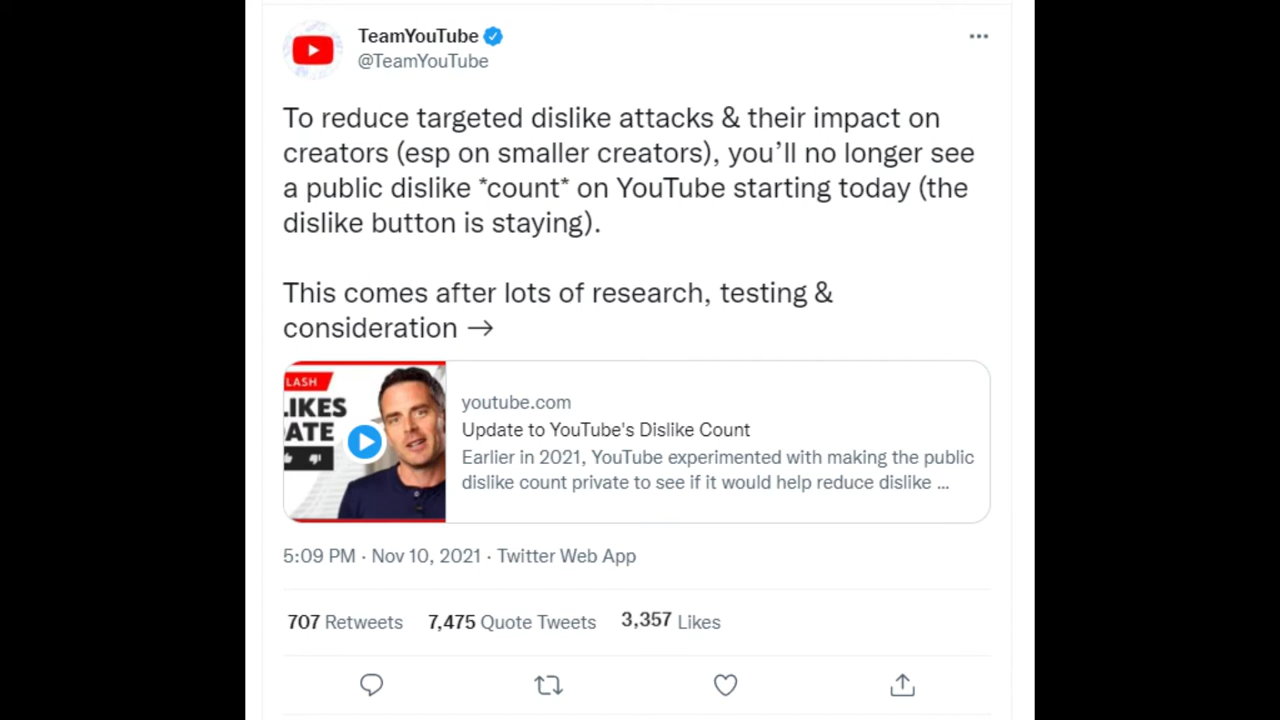 TeamYouTube
@TeamYouTube
To reduce targeted dislike attacks & their impact on
creators (esp on smaller creators), you’ll no longer see
a public dislike *count* on YouTube starting today (the
dislike button is staying).
This comes after lots of research, testing &
consideration →
LASH
LIKES
ATE
youtube.com
Update to YouTube's Dislike Count
Earlier in 2021, YouTube experimented with making the public
dislike count private to see if it would help reduce dislike ...
5:09 PM · Nov 10, 2021 · Twitter Web App
707 Retweets 7,475 Quote Tweets 3,357 Likes